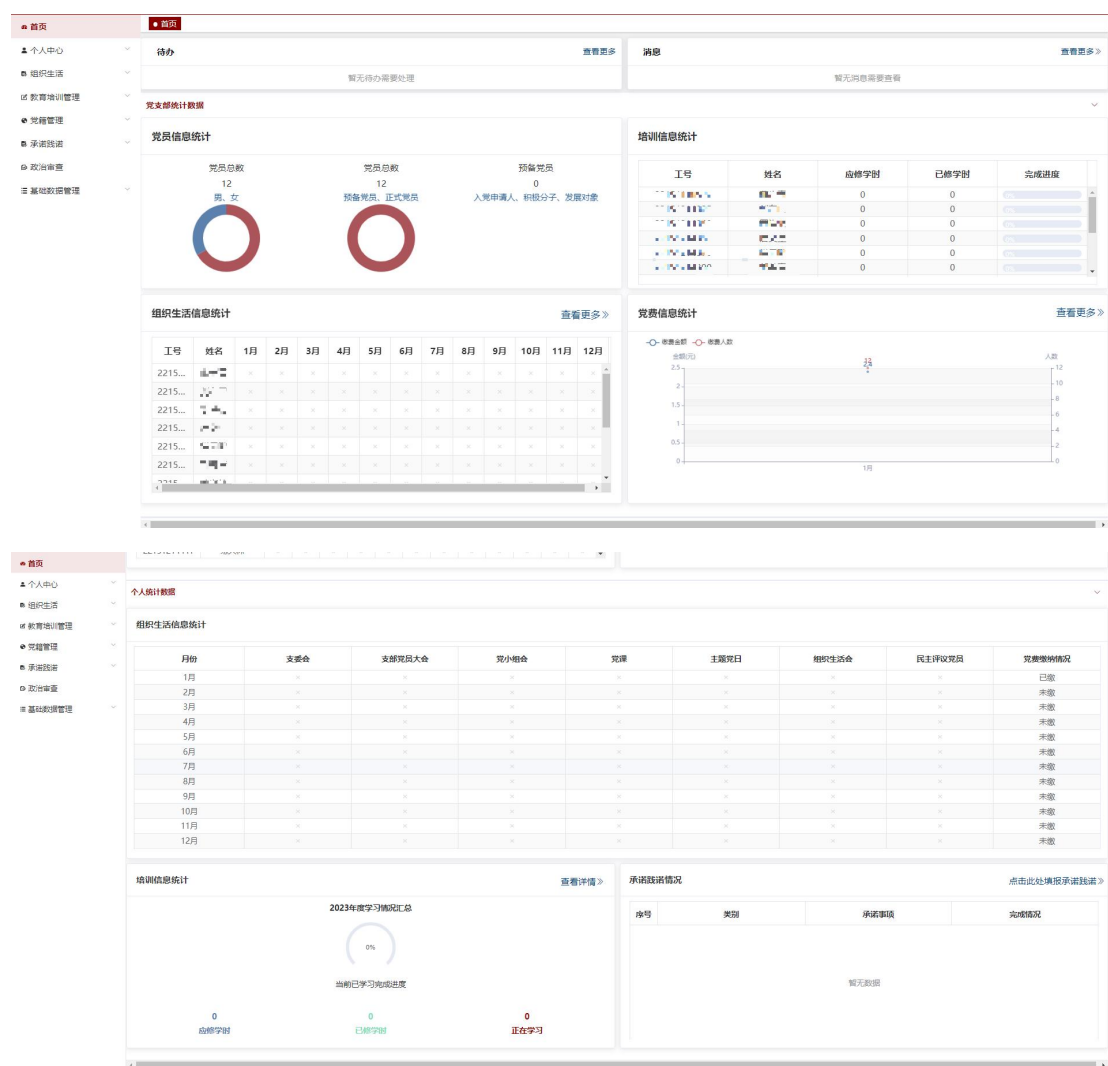 首页
个人中心
组织生活
教育培训管理
党籍管理
承诺践诺
政治审查
基础数据管理
首页
待办 查看更多
暂无待办需要处理
消息 查看更多》
暂无消息需要查看
党支部统计数据
党员信息统计
党员总数 党员总数 预备党员
12 12 0
男、女 预备党员、正式党员 入党申请人、积极分子、发展对象
培训信息统计
工号 姓名 应修学时 已修学时 完成进度
0 0
0 0
0 0
0 0
0 0
0 0
组织生活信息统计 查看更多》
工号 姓名 1月 2月 3月 4月 5月 6月 7月 8月 9月 10月 11月 12月
2215... × × × × × × × × × × × ×
2215... × × × × × × × × × × × ×
2215... × × × × × × × × × × × ×
2215... × × × × × × × × × × × ×
2215... × × × × × × × × × × × ×
2215... × × × × × × × × × × × ×
党费信息统计 查看更多》
缴费金额 缴费人数
金额(元) 人数
12
2.4
2.5 12
2 10
1.5 8
1 6
0.5 4
0 2
0
1月
首页
个人中心
组织生活
教育培训管理
党籍管理
承诺践诺
政治审查
基础数据管理
个人统计数据
组织生活信息统计
月份 支委会 支部党员大会 党小组会 党课 主题党日 组织生活会 民主评议党员 党费缴纳情况
1月 × × × × × × × 已缴
2月 × × × × × × × 未缴
3月 × × × × × × × 未缴
4月 × × × × × × × 未缴
5月 × × × × × × × 未缴
6月 × × × × × × × 未缴
7月 × × × × × × × 未缴
8月 × × × × × × × 未缴
9月 × × × × × × × 未缴
10月 × × × × × × × 未缴
11月 × × × × × × × 未缴
12月 × × × × × × × 未缴
培训信息统计 查看详情》
2023年度学习情况汇总
0%
当前已学习完成进度
0 0 0
应修学时 已修学时 正在学习
承诺践诺情况 点击此处填报承诺践诺》
序号 类别 承诺事项 完成情况
暂无数据